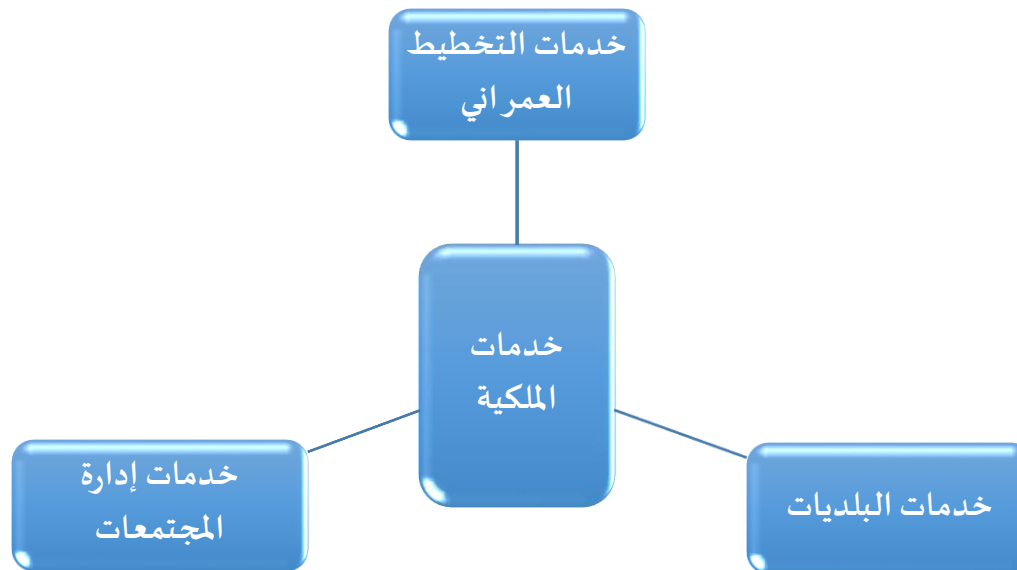 خدمات التخطيط
العمراني
خدمات
الملكية
خدمات البلديات
خدمات إدارة
المجتمعات